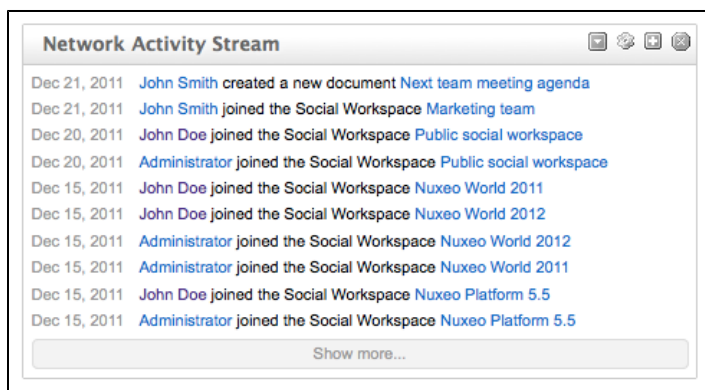 Network Activity Stream
Dec 21, 2011 John Smith created a new document Next team meeting agenda
Dec 21, 2011 John Smith joined the Social Workspace Marketing team
Dec 20, 2011 John Doe joined the Social Workspace Public social workspace
Dec 20, 2011 Administrator joined the Social Workspace Public social workspace
Dec 15, 2011 John Doe joined the Social Workspace Nuxeo World 2011
Dec 15, 2011 John Doe joined the Social Workspace Nuxeo World 2012
Dec 15, 2011 Administrator joined the Social Workspace Nuxeo World 2012
Dec 15, 2011 Administrator joined the Social Workspace Nuxeo World 2011
Dec 15, 2011 John Doe joined the Social Workspace Nuxeo Platform 5.5
Dec 15, 2011 Administrator joined the Social Workspace Nuxeo Platform 5.5
Show more...